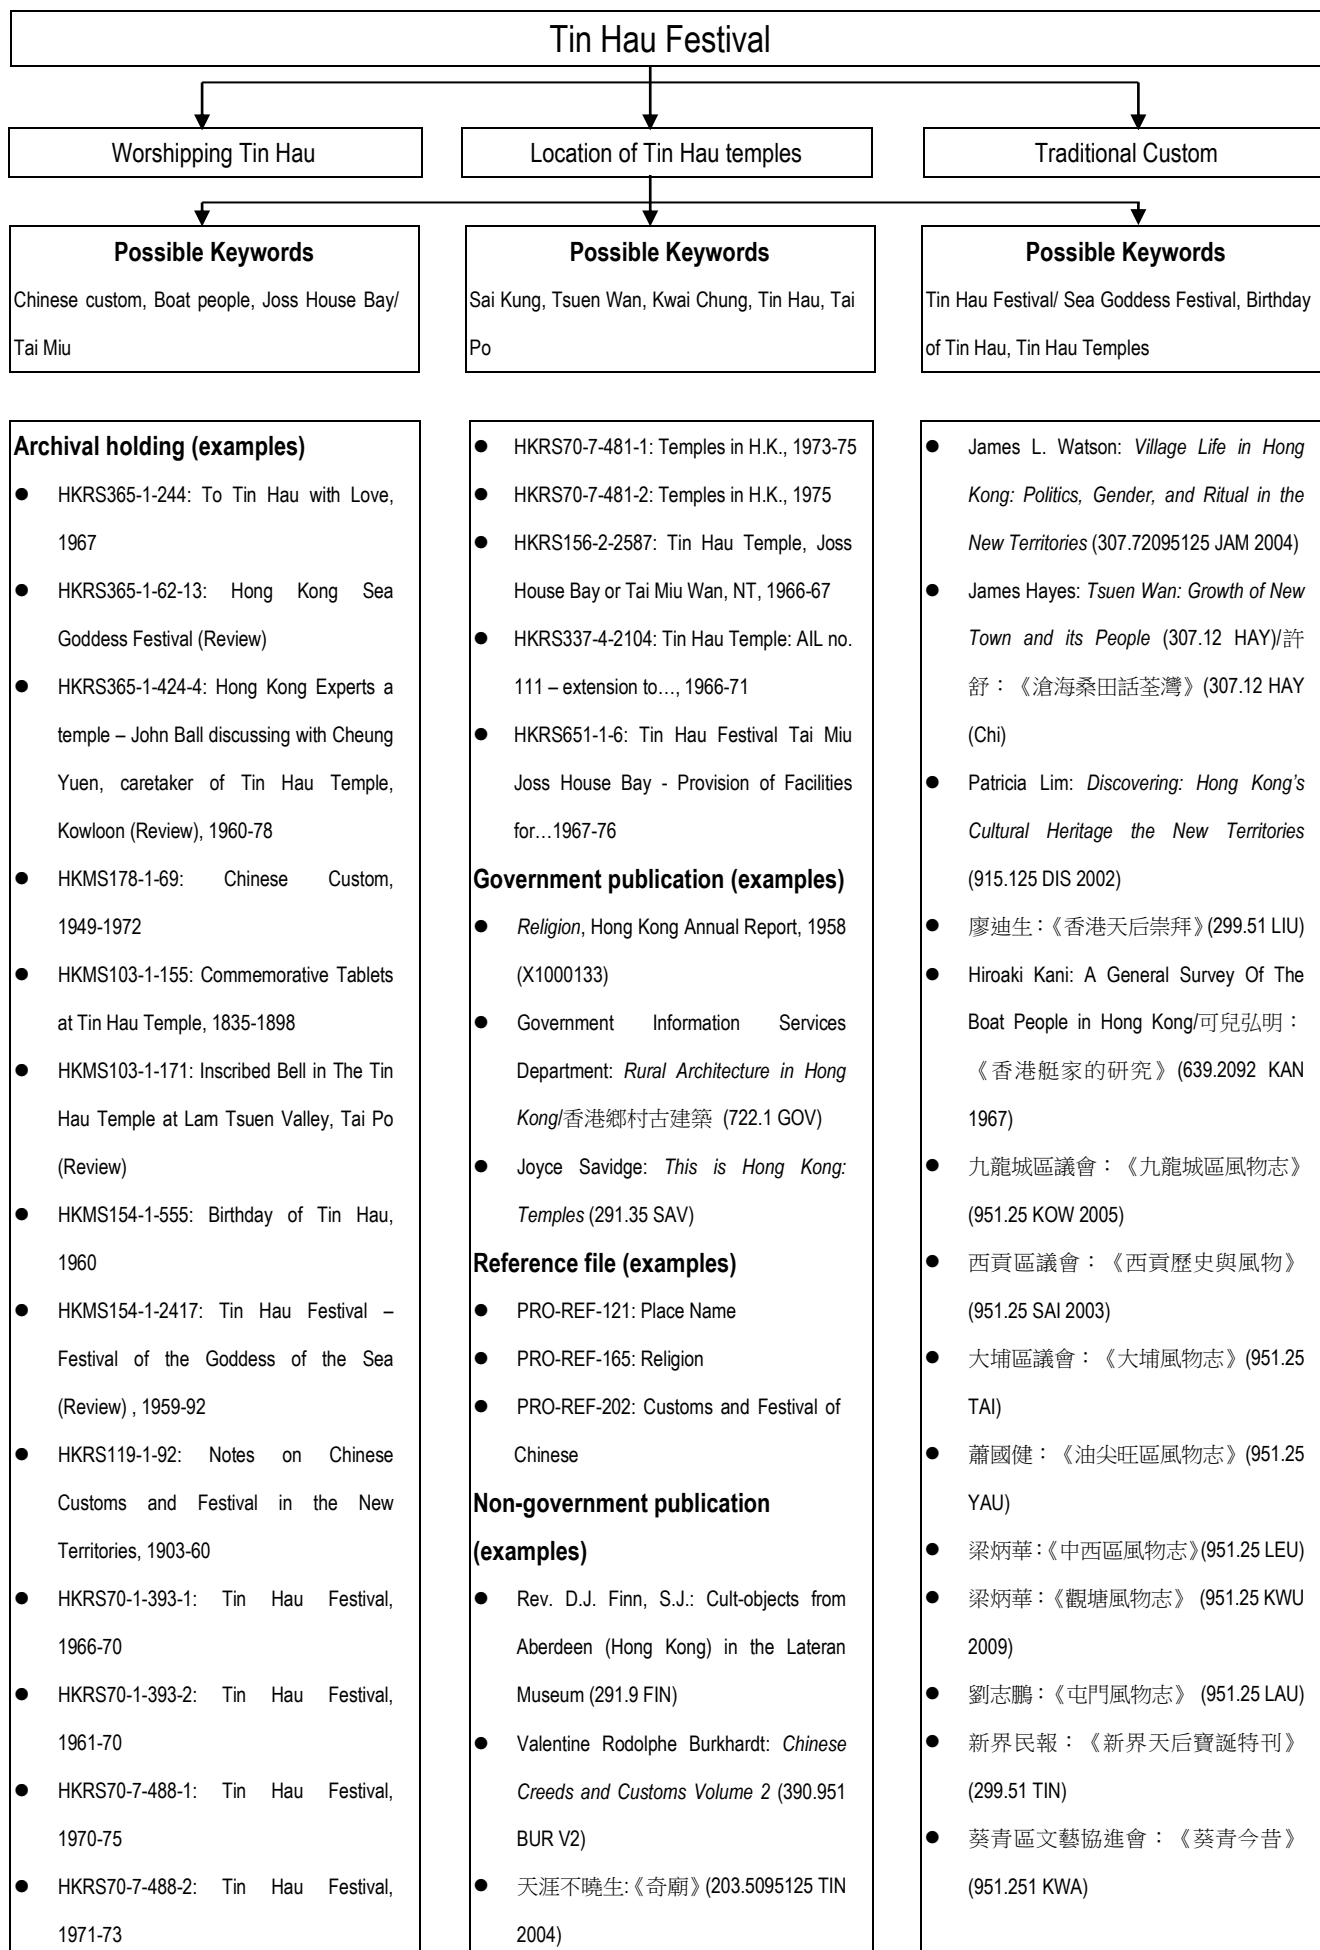 Tin Hau Festival
Worshipping Tin Hau
Location of Tin Hau temples
Traditional Custom
Possible Keywords
Chinese custom, Boat people, Joss House Bay/
Tai Miu
Possible Keywords
Sai Kung, Tsuen Wan, Kwai Chung, Tin Hau, Tai
Po
Possible Keywords
Tin Hau Festival/ Sea Goddess Festival, Birthday
of Tin Hau, Tin Hau Temples
Archival holding (examples)
● HKRS365-1-244: To Tin Hau with Love,
1967
● HKRS365-1-62-13: Hong Kong Sea
Goddess Festival (Review)
● HKRS365-1-424-4: Hong Kong Experts a
temple – John Ball discussing with Cheung
Yuen, caretaker of Tin Hau Temple,
Kowloon (Review), 1960-78
● HKMS178-1-69: Chinese Custom,
1949-1972
● HKMS103-1-155: Commemorative Tablets
at Tin Hau Temple, 1835-1898
● HKMS103-1-171: Inscribed Bell in The Tin
Hau Temple at Lam Tsuen Valley, Tai Po
(Review)
● HKMS154-1-555: Birthday of Tin Hau,
1960
● HKMS154-1-2417: Tin Hau Festival –
Festival of the Goddess of the Sea
(Review) , 1959-92
● HKRS119-1-92: Notes on Chinese
Customs and Festival in the New
Territories, 1903-60
● HKRS70-1-393-1: Tin Hau Festival,
1966-70
● HKRS70-1-393-2: Tin Hau Festival,
1961-70
● HKRS70-7-488-1: Tin Hau Festival,
1970-75
● HKRS70-7-488-2: Tin Hau Festival,
1971-73
● HKRS70-7-481-1: Temples in H.K., 1973-75
● HKRS70-7-481-2: Temples in H.K., 1975
● HKRS156-2-2587: Tin Hau Temple, Joss
House Bay or Tai Miu Wan, NT, 1966-67
● HKRS337-4-2104: Tin Hau Temple: AIL no.
111 – extension to…, 1966-71
● HKRS651-1-6: Tin Hau Festival Tai Miu
Joss House Bay - Provision of Facilities
for…1967-76
Government publication (examples)
● Religion, Hong Kong Annual Report, 1958
(X1000133)
● Government Information Services
Department: Rural Architecture in Hong
Kong/香港鄉村古建築 (722.1 GOV)
● Joyce Savidge: This is Hong Kong:
Temples (291.35 SAV)
Reference file (examples)
● PRO-REF-121: Place Name
● PRO-REF-165: Religion
● PRO-REF-202: Customs and Festival of
Chinese
Non-government publication
(examples)
● Rev. D.J. Finn, S.J.: Cult-objects from
Aberdeen (Hong Kong) in the Lateran
Museum (291.9 FIN)
● Valentine Rodolphe Burkhardt: Chinese
Creeds and Customs Volume 2 (390.951
BUR V2)
● 天涯不曉生:《奇廟》(203.5095125 TIN
2004)
● James L. Watson: Village Life in Hong
Kong: Politics, Gender, and Ritual in the
New Territories (307.72095125 JAM 2004)
● James Hayes: Tsuen Wan: Growth of New
Town and its People (307.12 HAY)/許
舒：《滄海桑田話荃灣》(307.12 HAY
(Chi)
● Patricia Lim: Discovering: Hong Kong’s
Cultural Heritage the New Territories
(915.125 DIS 2002)
● 廖迪生：《香港天后崇拜》(299.51 LIU)
● Hiroaki Kani: A General Survey Of The
Boat People in Hong Kong/可兒弘明：
《香港艇家的研究》(639.2092 KAN
1967)
● 九龍城區議會：《九龍城區風物志》
(951.25 KOW 2005)
● 西貢區議會：《西貢歷史與風物》
(951.25 SAI 2003)
● 大埔區議會：《大埔風物志》(951.25
TAI)
● 蕭國健：《油尖旺區風物志》(951.25
YAU)
● 梁炳華：《中西區風物志》(951.25 LEU)
● 梁炳華：《觀塘風物志》 (951.25 KWU
2009)
● 劉志鵬：《屯門風物志》 (951.25 LAU)
● 新界民報：《新界天后寶誕特刊》
(299.51 TIN)
● 葵青區文藝協進會：《葵青今昔》
(951.251 KWA)